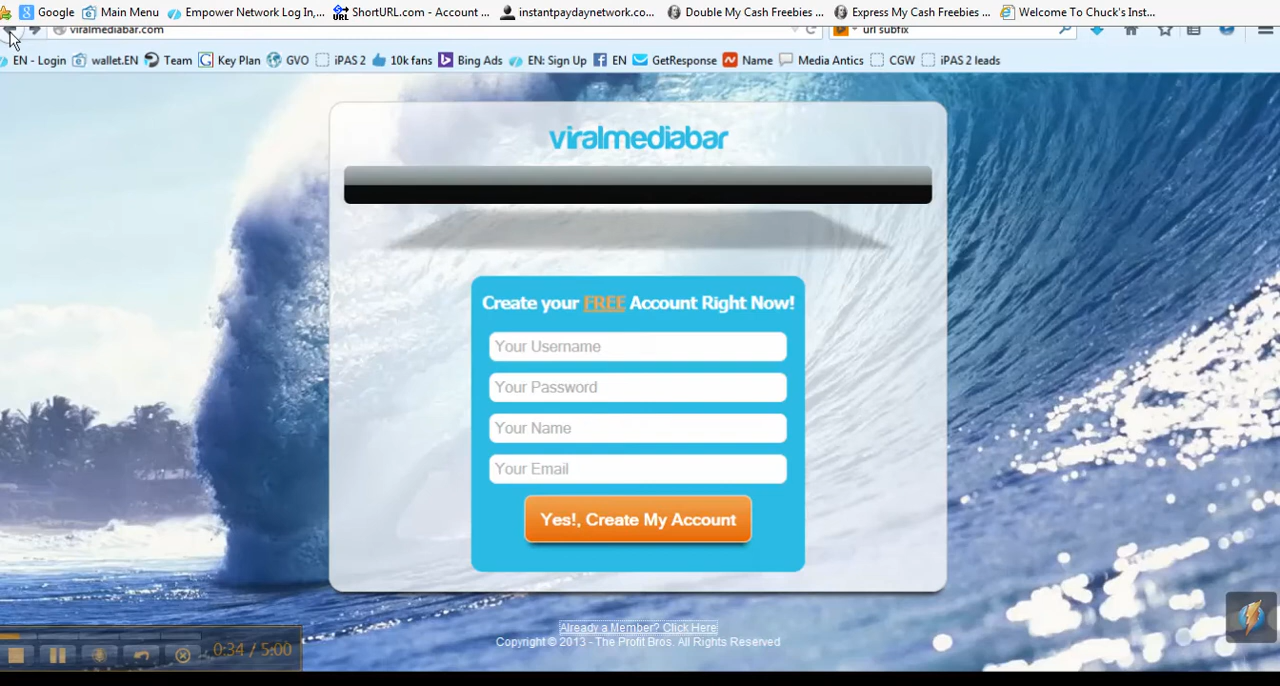 Google Main Menu Empower Network Log In,... ShortURL.com - Account ... instantpaydaynetwork.co... Double My Cash Freebies ... Express My Cash Freebies ... Welcome To Chuck's Inst...
viralmediabar.com url subfix
EN - Login wallet.EN Team Key Plan GVO iPAS 2 10k fans Bing Ads EN: Sign Up EN GetResponse Name Media Antics CGW iPAS 2 leads
viralmediabar
Create your FREE Account Right Now!
Your Username
Your Password
Your Name
Your Email
Yes!, Create My Account
Already a Member? Click Here
Copyright © 2013 - The Profit Bros. All Rights Reserved
0:34 / 5:00